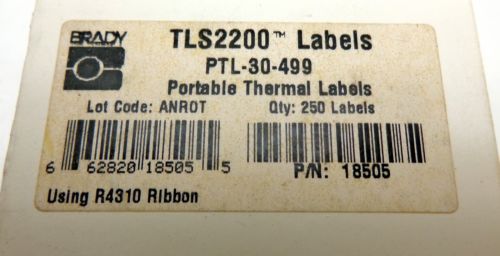 BRADY
TLS2200™ Labels
PTL-30-499
Portable Thermal Labels
Lot Code: ANROT Qty: 250 Labels
6 62820 18505 5
P/N: 18505
Using R4310 Ribbon